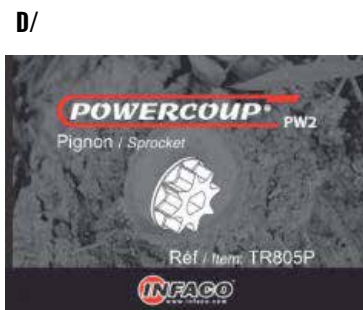 D/
POWERCOUP®
PW2
Pignon / Sprocket
Réf / Item: TR805P
INFACO
www.infaco.com